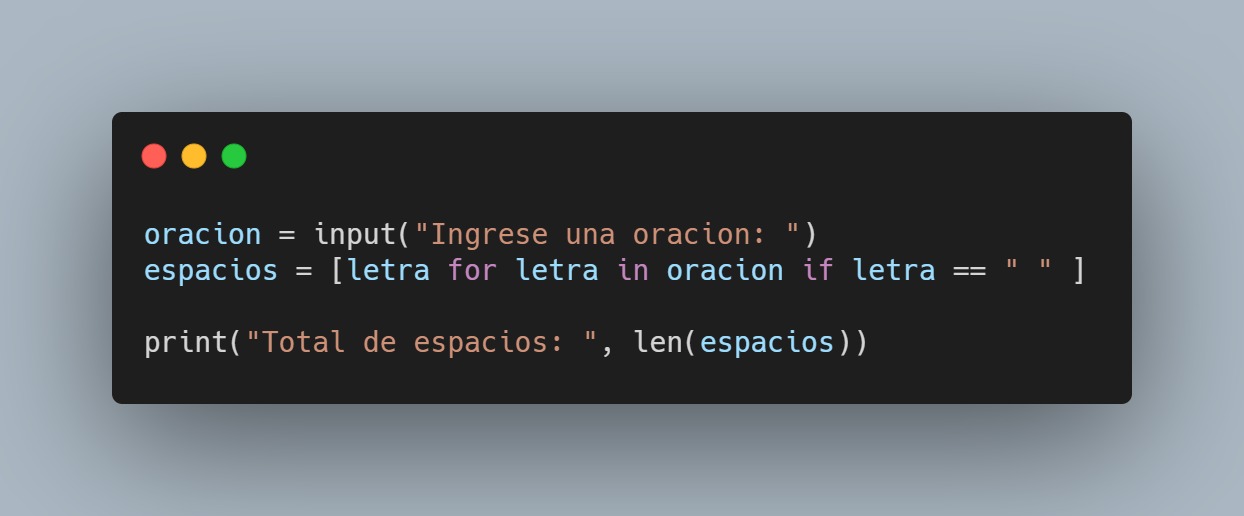 oracion = input("Ingrese una oracion: ")
espacios = [letra for letra in oracion if letra == " " ]
print("Total de espacios: ", len(espacios))